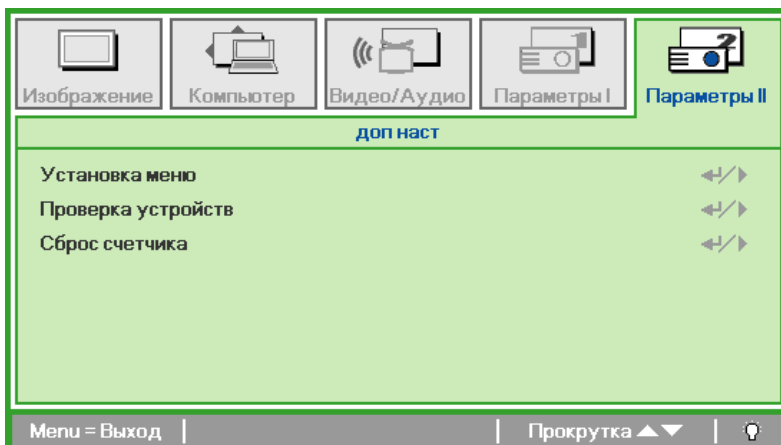 Изображение Компьютер Видео/Аудио Параметры I Параметры II
доп наст
Установка меню
Проверка устройств
Сброс счетчика
Menu = Выход Прокрутка ▲▼